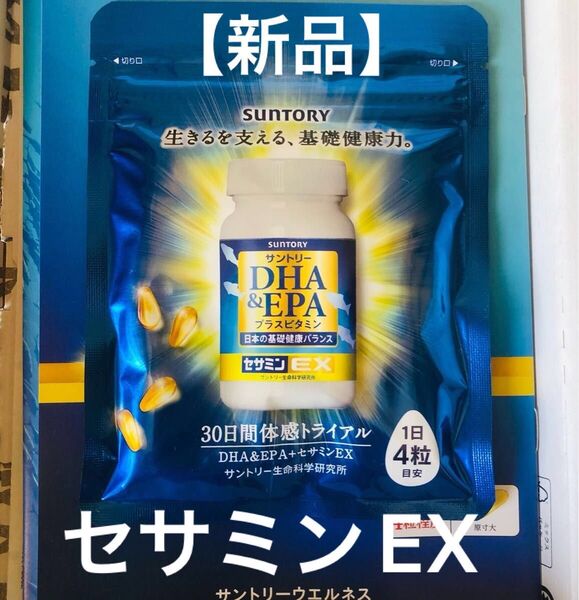 【新品】
◀切り口
切り口▶
SUNTORY
生きるを支える、基礎健康力。
SUNTORY
サントリー
DHA
&EPA
プラスビタミン
日本の基礎健康バランス
セサミンEX
サントリー生命科学研究所
30日間体感トライアル
DHA&EPA+セサミンEX
サントリー生命科学研究所
1日
4粒
目安
原寸大
セサミンEX
サントリーウエルネス